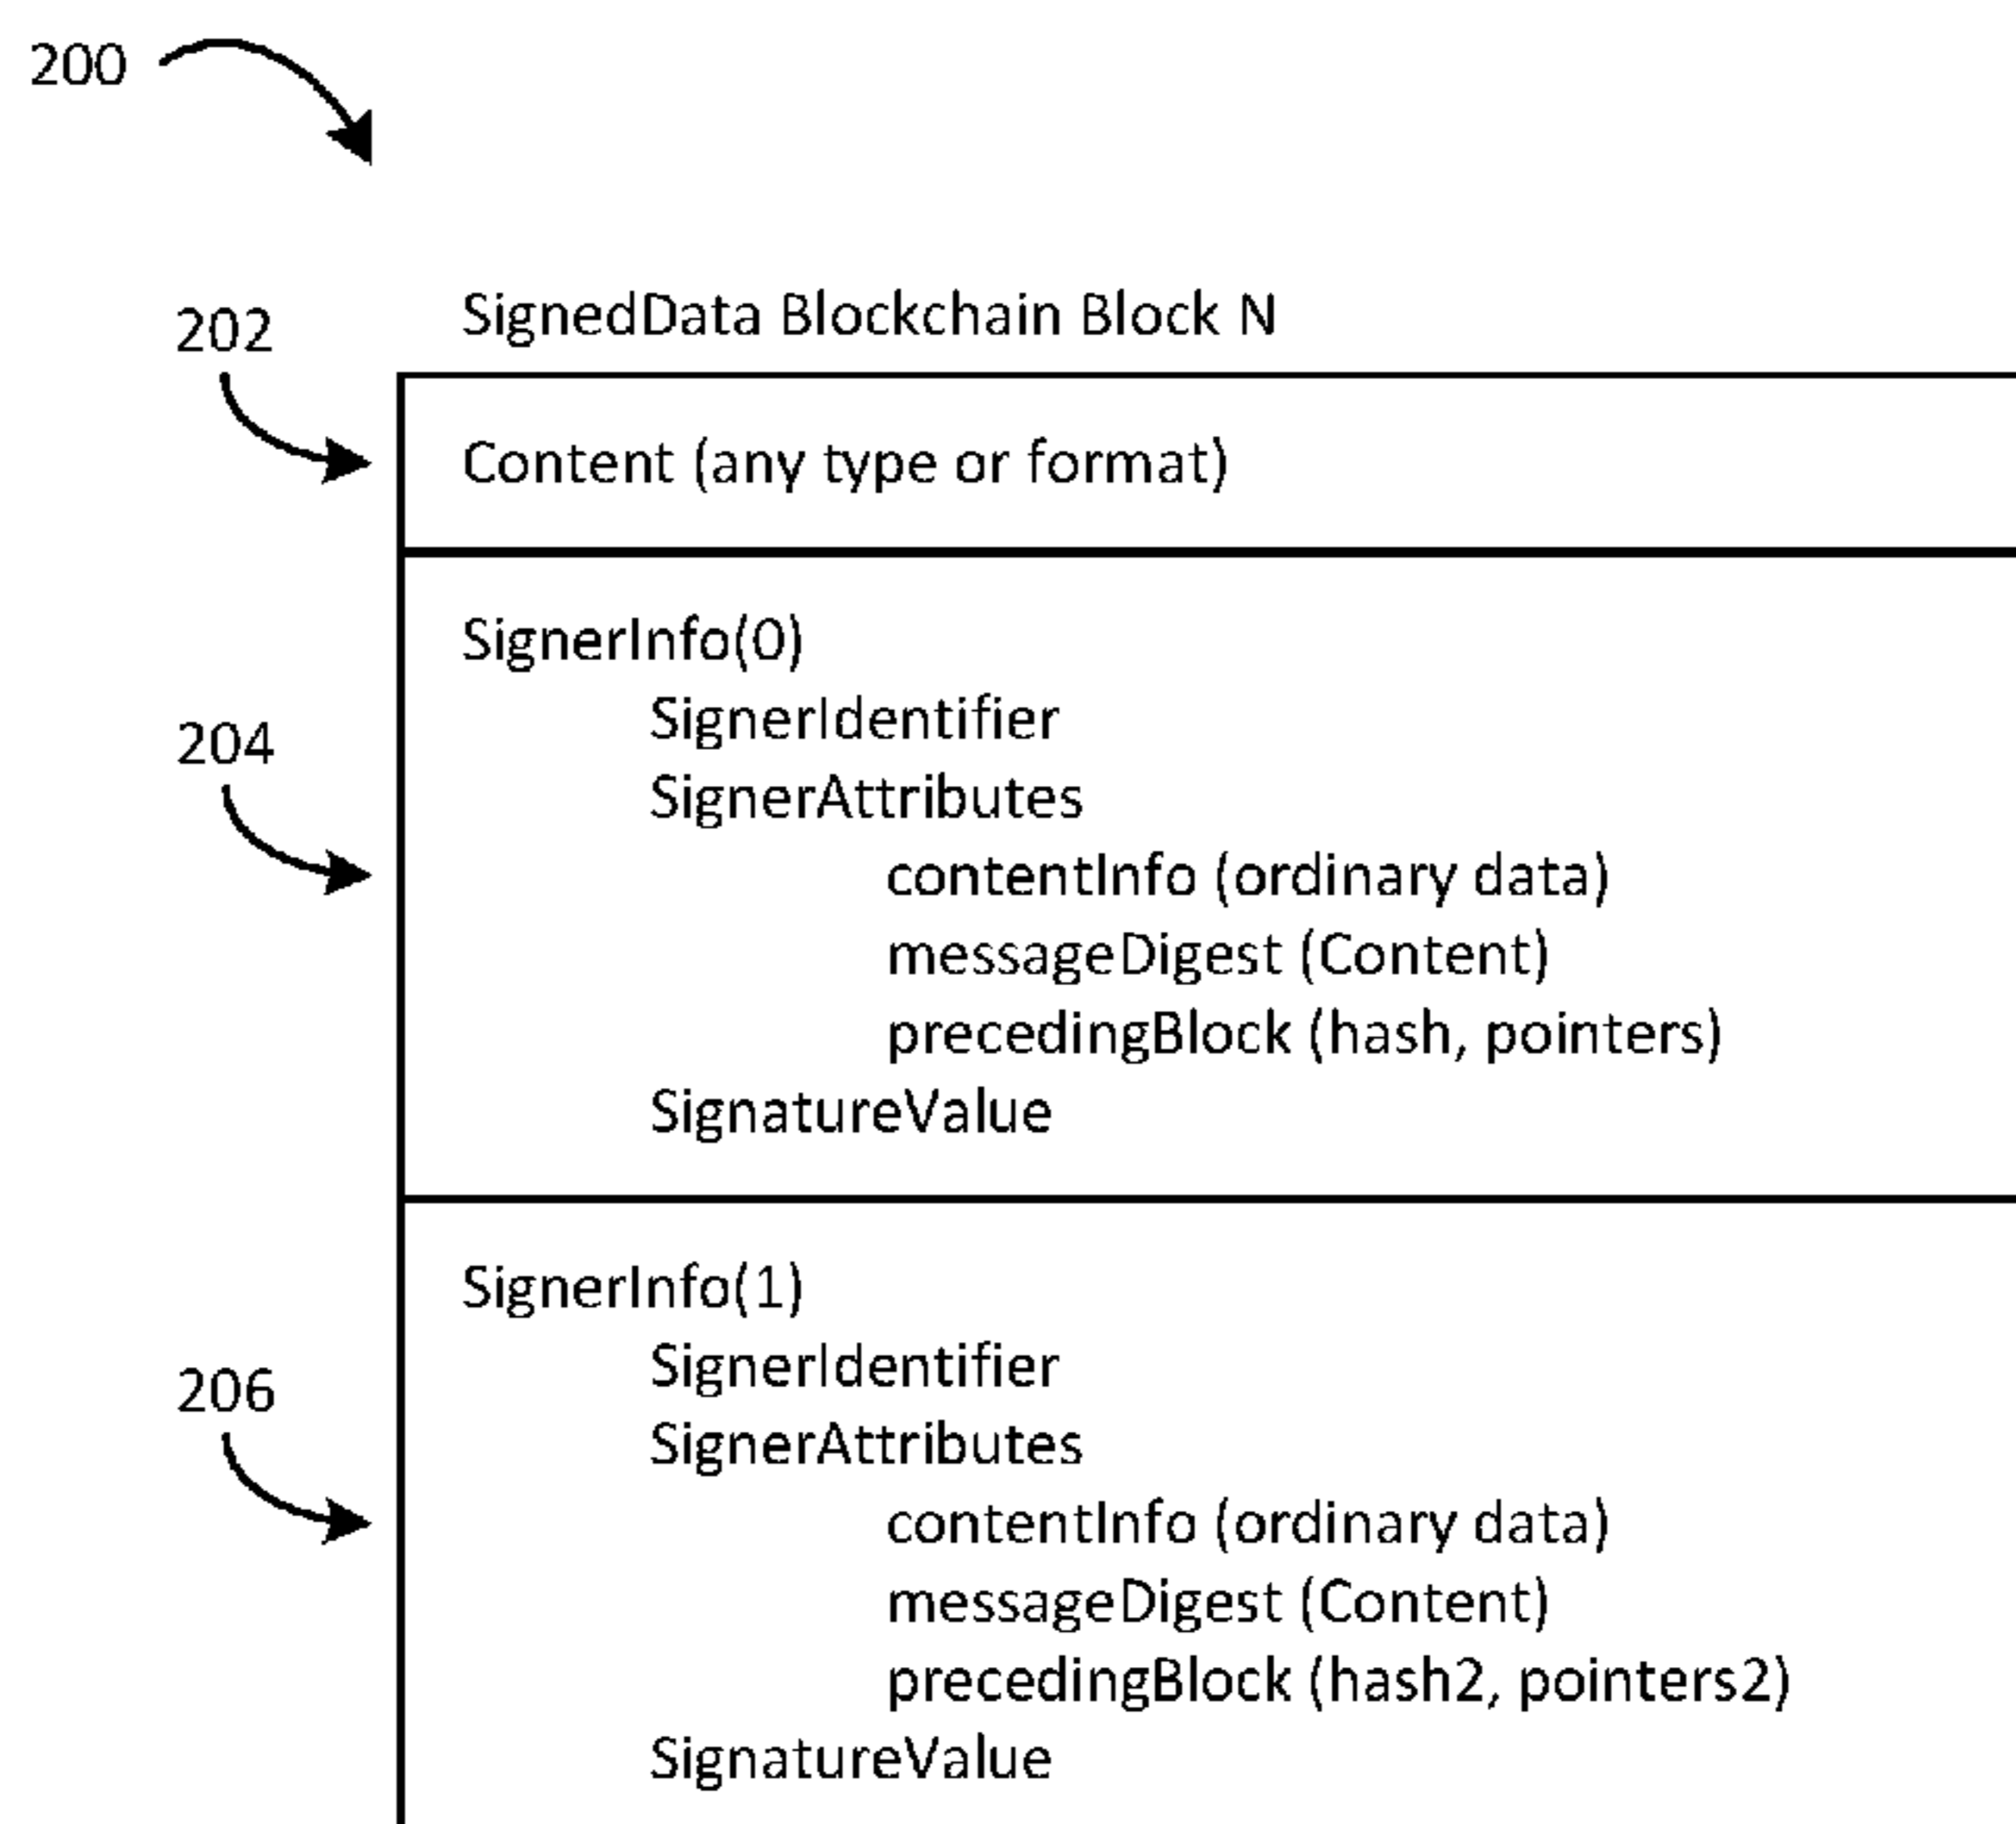 200
SignedData Blockchain Block N
202
Content (any type or format)
SignerInfo(0)
SignerIdentifier
204
SignerAttributes
contentInfo (ordinary data)
messageDigest (Content)
precedingBlock (hash, pointers)
SignatureValue
SignerInfo(1)
SignerIdentifier
206
SignerAttributes
contentInfo (ordinary data)
messageDigest (Content)
precedingBlock (hash2, pointers2)
SignatureValue